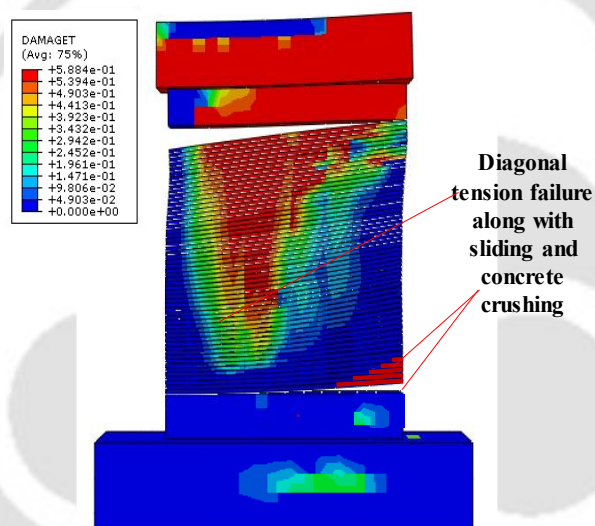 DAMAGET
(Avg: 75%)
+5.884e-01
+5.394e-01
+4.903e-01
+4.413e-01
+3.923e-01
+3.432e-01
+2.942e-01
+2.452e-01
+1.961e-01
+1.471e-01
+9.806e-02
+4.903e-02
+0.000e+00
Diagonal
tension failure
along with
sliding and
concrete
crushing